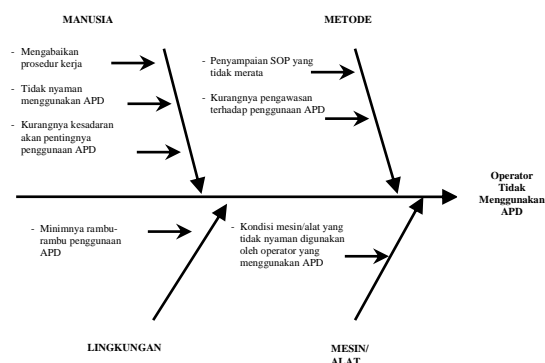 MANUSIA
METODE
- Mengabaikan
prosedur kerja
- Tidak nyaman
menggunakan APD
- Kurangnya kesadaran
akan pentingnya
penggunaan APD
- Penyampaian SOP yang
tidak merata
- Kurangnya pengawasan
terhadap penggunaan APD
Operator
Tidak
Menggunakan
APD
- Minimnya rambu-
rambu penggunaan
APD
- Kondisi mesin/alat yang
tidak nyaman digunakan
oleh operator yang
menggunakan APD
LINGKUNGAN
MESIN/
ALAT